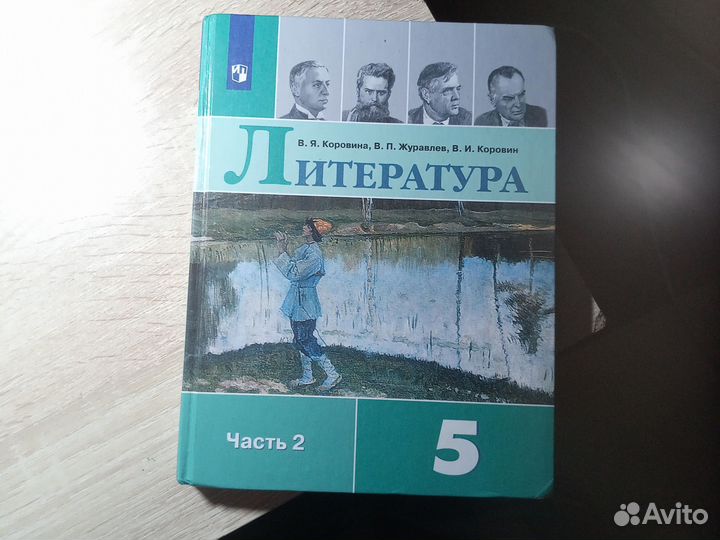 В. Я. Коровина, В. П. Журавлев, В. И. Коровин
ЛИТЕРАТУРА
Часть 2
5
Avito